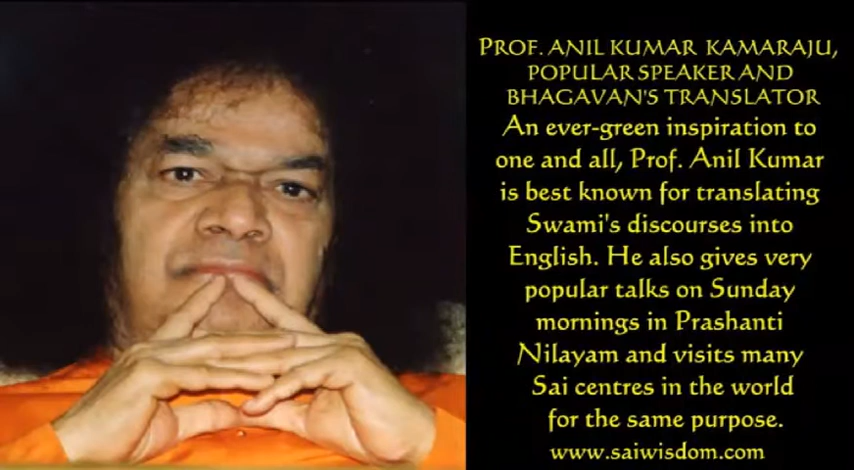 PROF. ANIL KUMAR KAMARAJU,
POPULAR SPEAKER AND
BHAGAVAN'S TRANSLATOR
An ever-green inspiration to
one and all, Prof. Anil Kumar
is best known for translating
Swami's discourses into
English. He also gives very
popular talks on Sunday
mornings in Prashanti
Nilayam and visits many
Sai centres in the world
for the same purpose.
www.saiwisdom.com